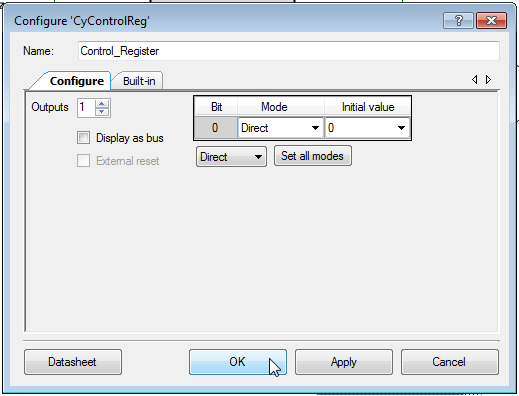 Configure 'CyControlReg'
?
Name: Control_Register
Configure Built-in
Outputs 1
Bit Mode Initial value
0 Direct 0
Display as bus
External reset
Direct Set all modes
Datasheet OK Apply Cancel